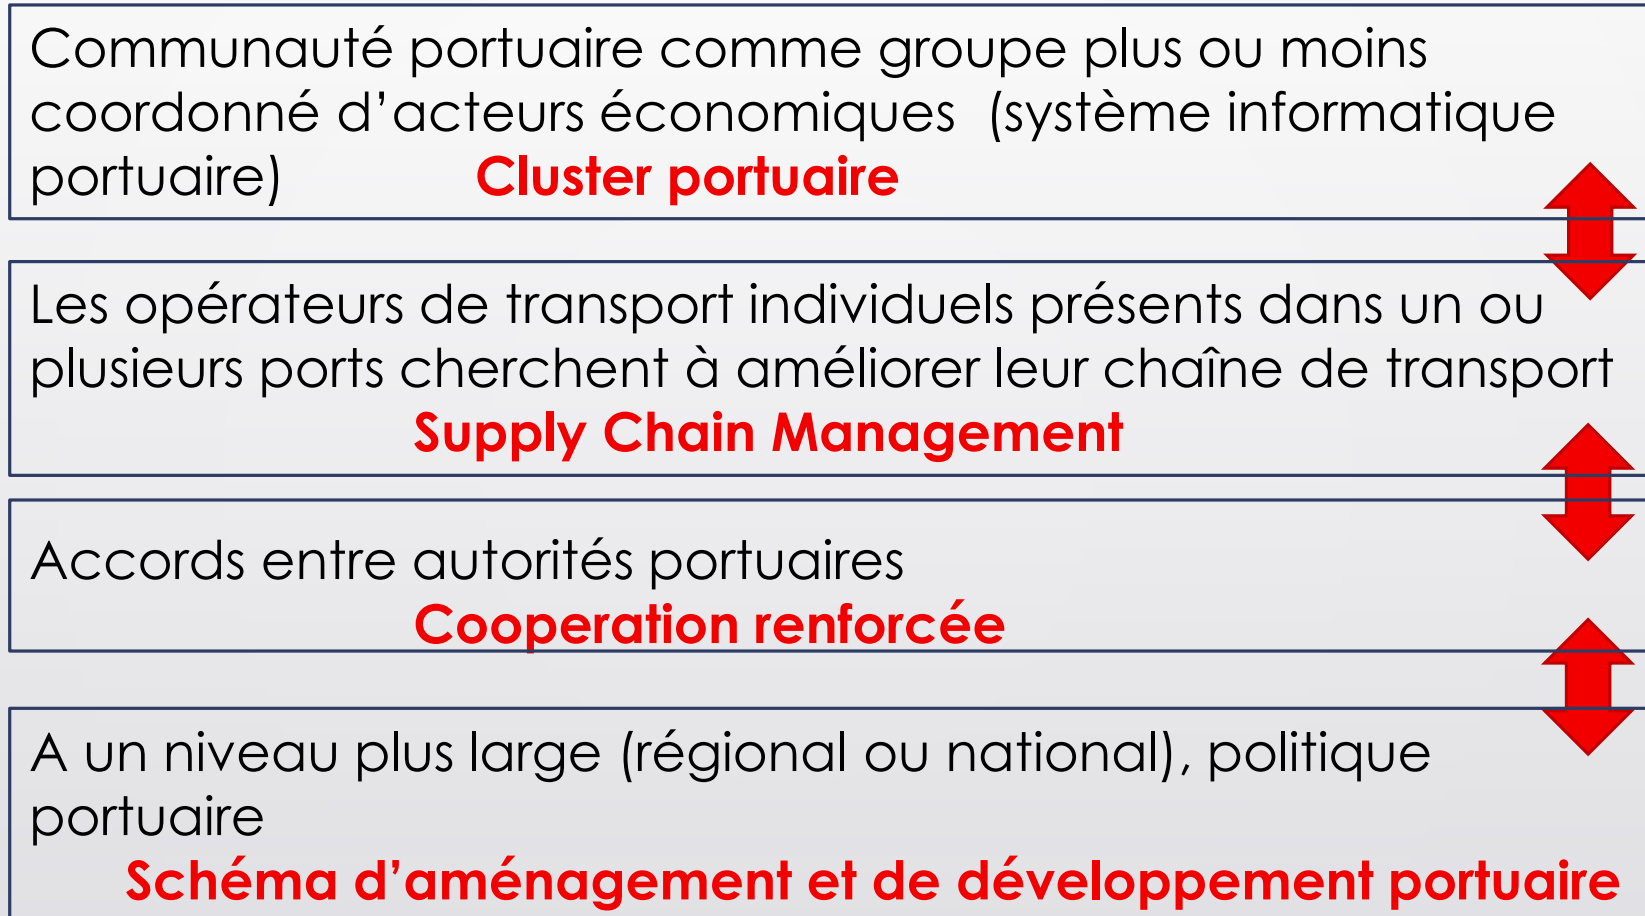 Communauté portuaire comme groupe plus ou moins
coordonné d’acteurs économiques  (système informatique
portuaire) Cluster portuaire
Les opérateurs de transport individuels présents dans un ou
plusieurs ports cherchent à améliorer leur chaîne de transport
Supply Chain Management
Accords entre autorités portuaires
Cooperation renforcée
A un niveau plus large (régional ou national), politique
portuaire
Schéma d’aménagement et de développement portuaire